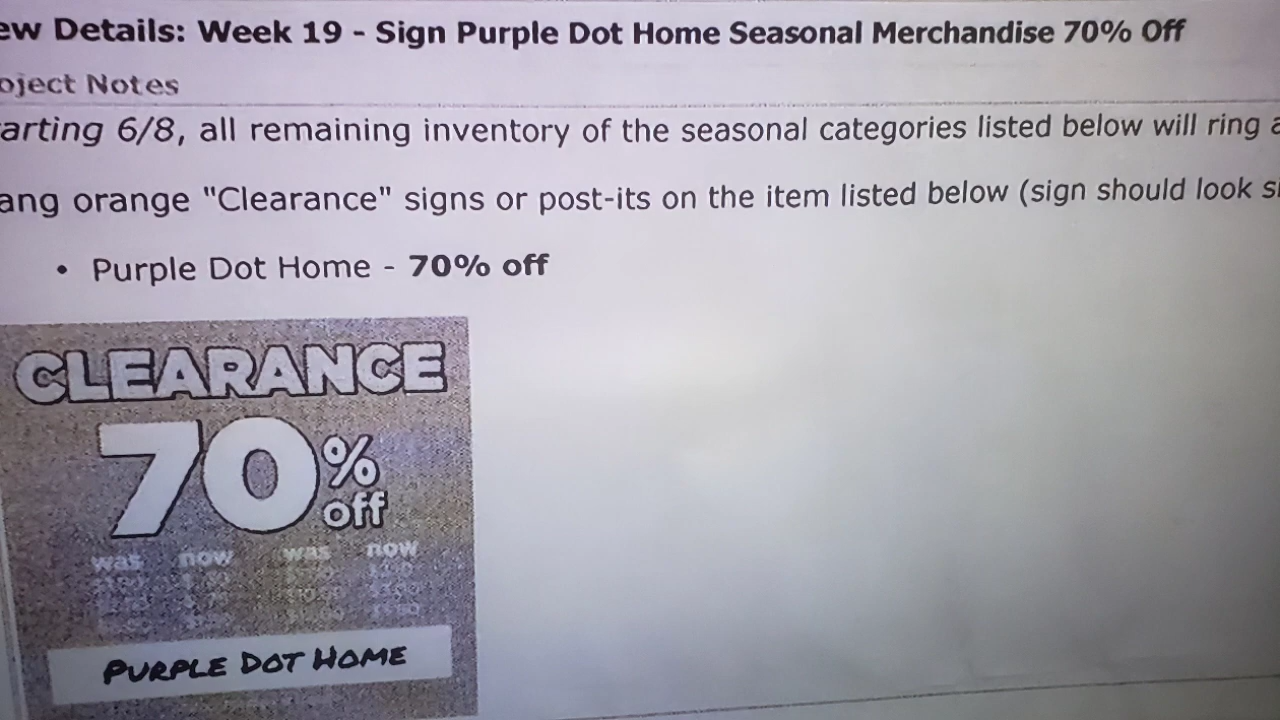 ew Details: Week 19 - Sign Purple Dot Home Seasonal Merchandise 70% Off
oject Notes
arting 6/8, all remaining inventory of the seasonal categories listed below will ring a
ang orange "Clearance" signs or post-its on the item listed below (sign should look s
• Purple Dot Home - 70% off
CLEARANCE
70% off
was now was now
PURPLE DOT HOME